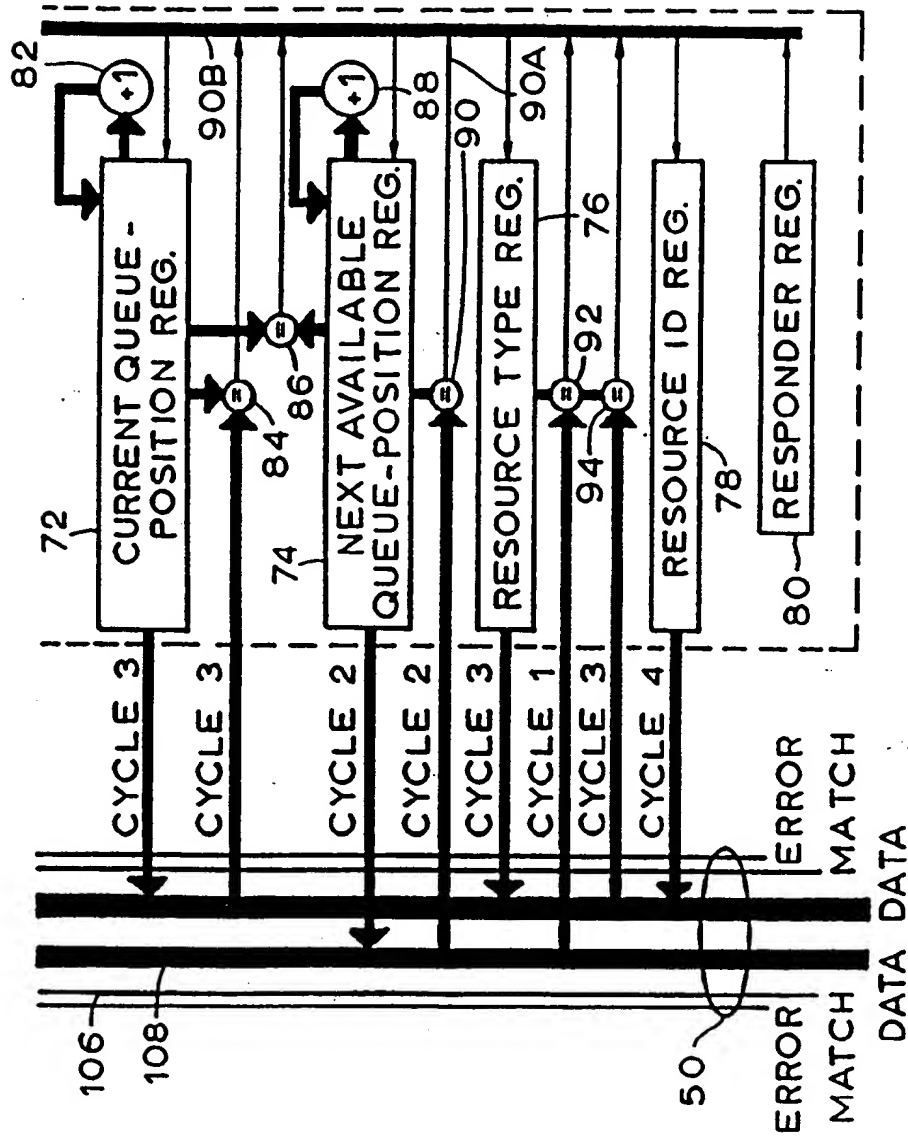 82
+1
72
CURRENT QUEUE-
POSITION REG.
CYCLE 3
90B
=
84
=
86
CYCLE 3
+1
88
74
NEXT AVAILABLE
QUEUE-POSITION REG.
CYCLE 2
=
90
CYCLE 2
90A
RESOURCE TYPE REG.
76
CYCLE 3
=
92
CYCLE 1
=
94
CYCLE 3
RESOURCE ID REG.
78
CYCLE 4
RESPONDER REG.
80
106
108
50
ERROR
MATCH
DATA
DATA
MATCH
ERROR